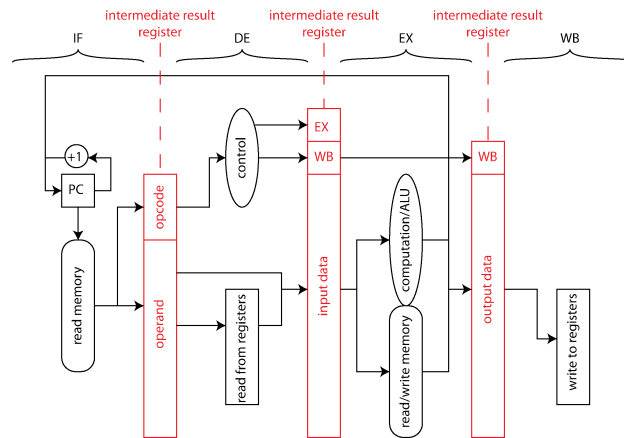 intermediate result
register
intermediate result
register
intermediate result
register
IF
DE
EX
WB
+1
PC
read memory
opcode
operand
control
read from registers
EX
WB
input data
computation/ALU
read/write memory
WB
output data
write to registers